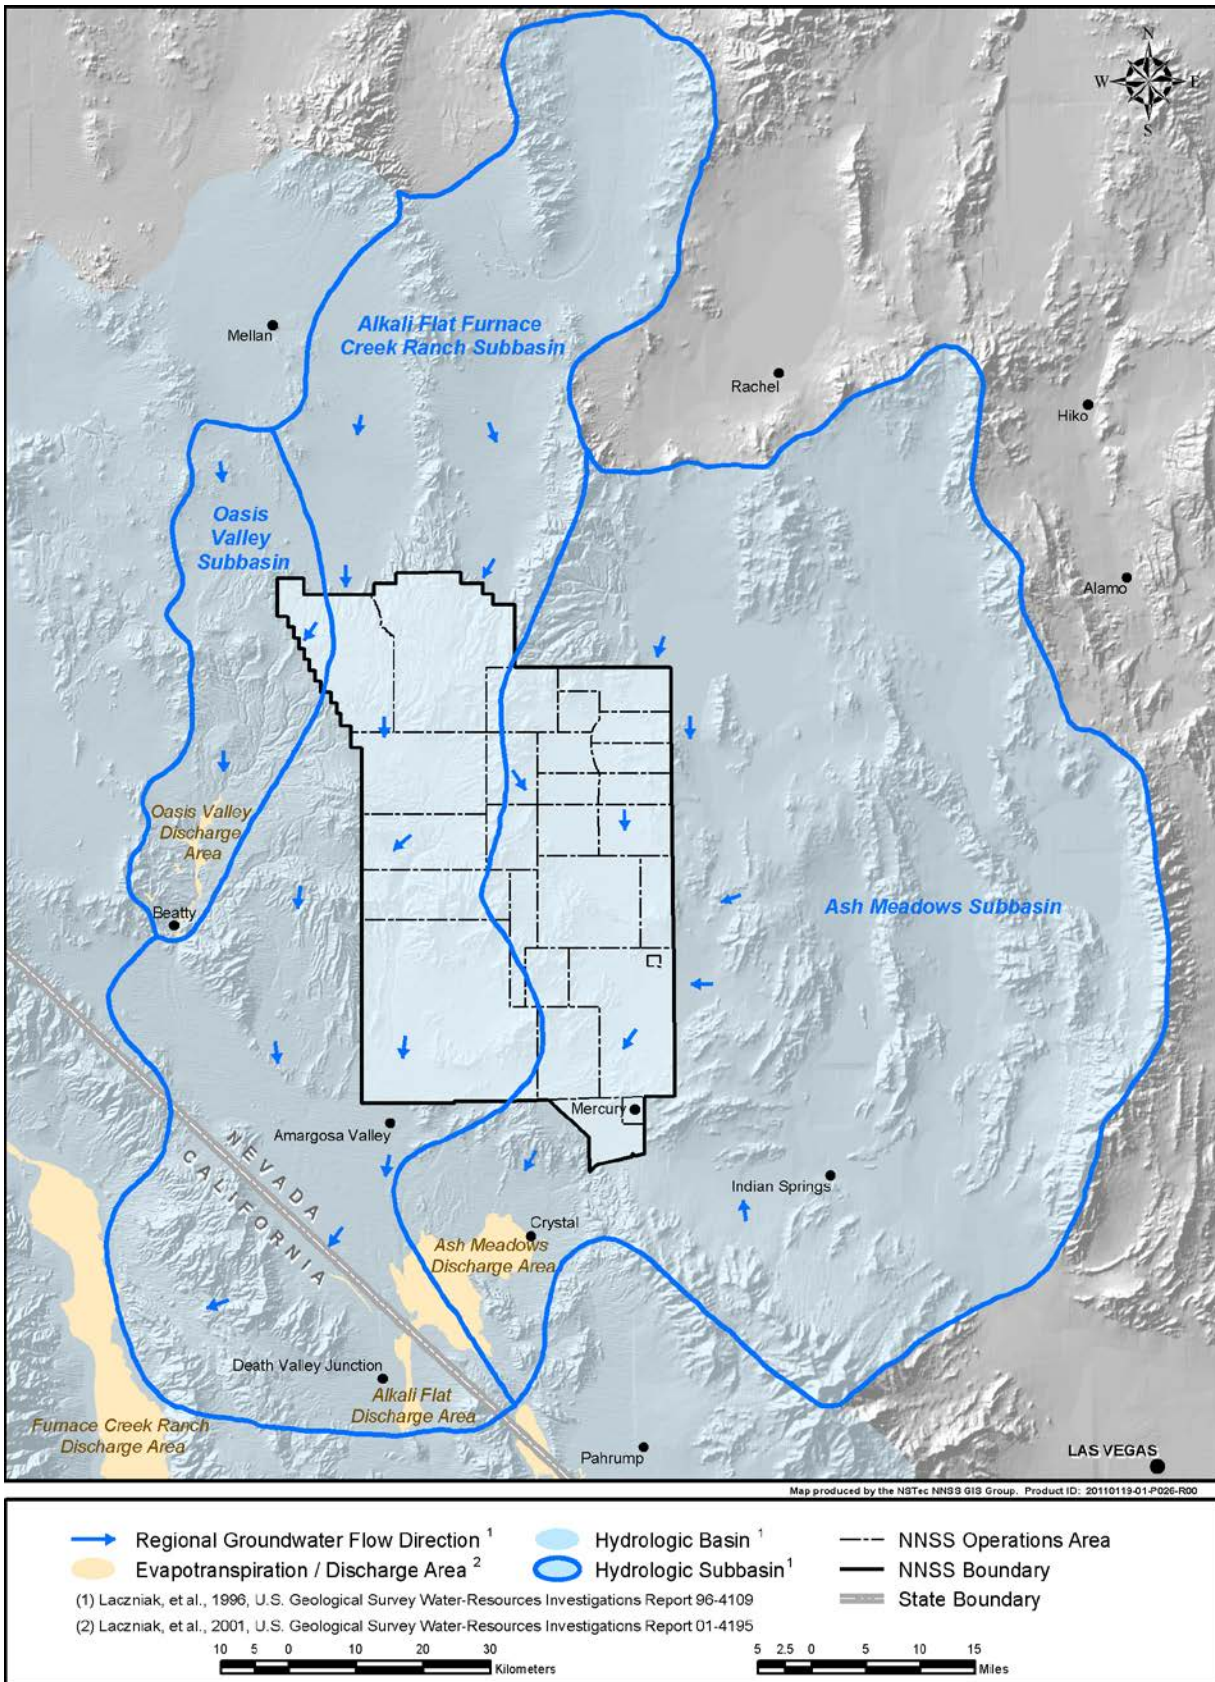 N
W E
S
Mellan
Alkali Flat Furnace
Creek Ranch Subbasin
Rachel
Hiko
Oasis
Valley
Subbasin
Alamo
Oasis Valley
Discharge
Area
Beatty
Ash Meadows Subbasin
Mercury
Amargosa Valley
NEVADA
CALIFORNIA
Indian Springs
Crystal
Ash Meadows
Discharge Area
Death Valley Junction
Alkali Flat
Discharge Area
Furnace Creek Ranch
Discharge Area
Pahrump
LAS VEGAS
Map produced by the NSTec NNSS GIS Group. Product ID: 20110119-01-P026-R00
Regional Groundwater Flow Direction 1
Evapotranspiration / Discharge Area 2
Hydrologic Basin 1
Hydrologic Subbasin 1
NNSS Operations Area
NNSS Boundary
State Boundary
(1) Laczniak, et al., 1996, U.S. Geological Survey Water-Resources Investigations Report 96-4109
(2) Laczniak, et al., 2001, U.S. Geological Survey Water-Resources Investigations Report 01-4195
10 5 0 10 20 30
Kilometers
5 2.5 0 5 10 15
Miles